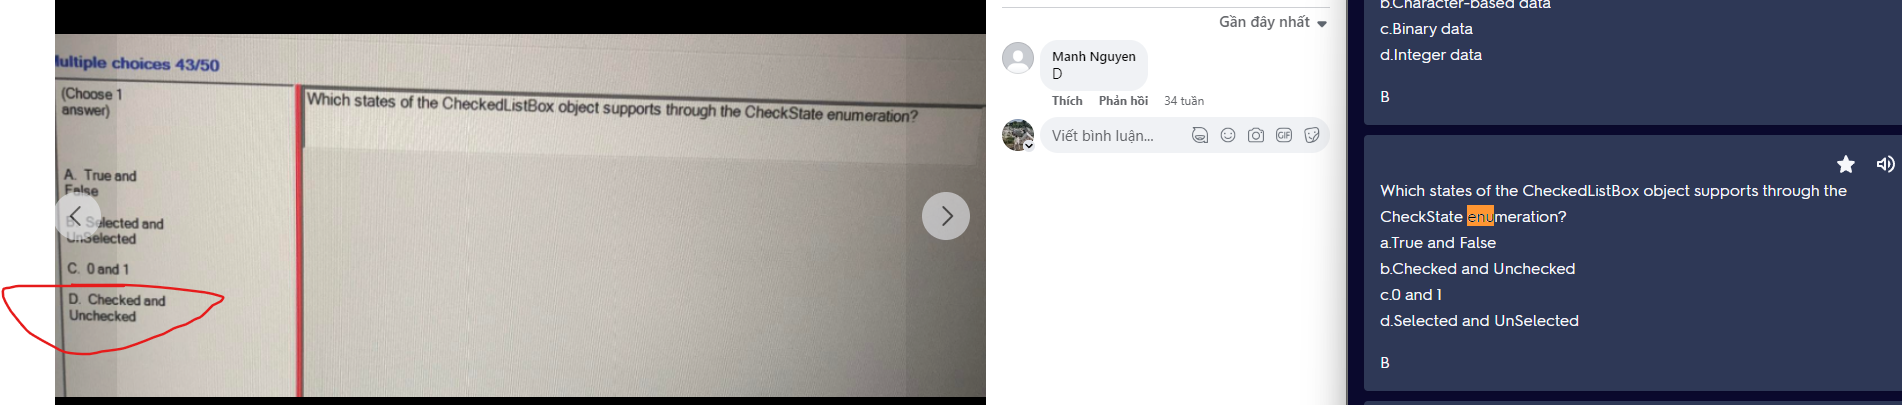 Multiple choices 43/50
(Choose 1
answer)
Which states of the CheckedListBox object supports through the CheckState enumeration?
A. True and
False
B. Selected and
UnSelected
C. 0 and 1
D. Checked and
Unchecked
Gần đây nhất
Manh Nguyen
D
Thích Phản hồi 34 tuần
Viết bình luận...
GIF
b.Character-based data
c.Binary data
d.Integer data
B
Which states of the CheckedListBox object supports through the
CheckState enumeration?
a.True and False
b.Checked and Unchecked
c.0 and 1
d.Selected and UnSelected
B